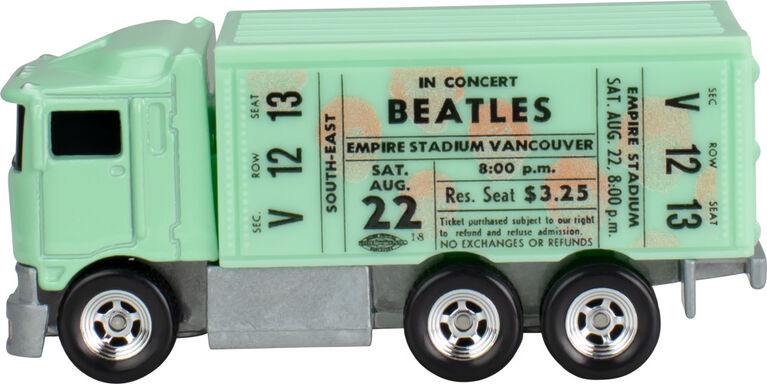 SEC. ROW SEAT
V 12 13
SOUTH-EAST
IN CONCERT
BEATLES
EMPIRE STADIUM VANCOUVER
SAT.
AUG.
22
18
8:00 p.m.
Res. Seat $3.25
Ticket purchased subject to our right
to refund and refuse admission.
NO EXCHANGES OR REFUNDS
EMPIRE STADIUM
SAT. AUG. 22, 8:00 p.m.
SEC ROW SEAT
V 12 13